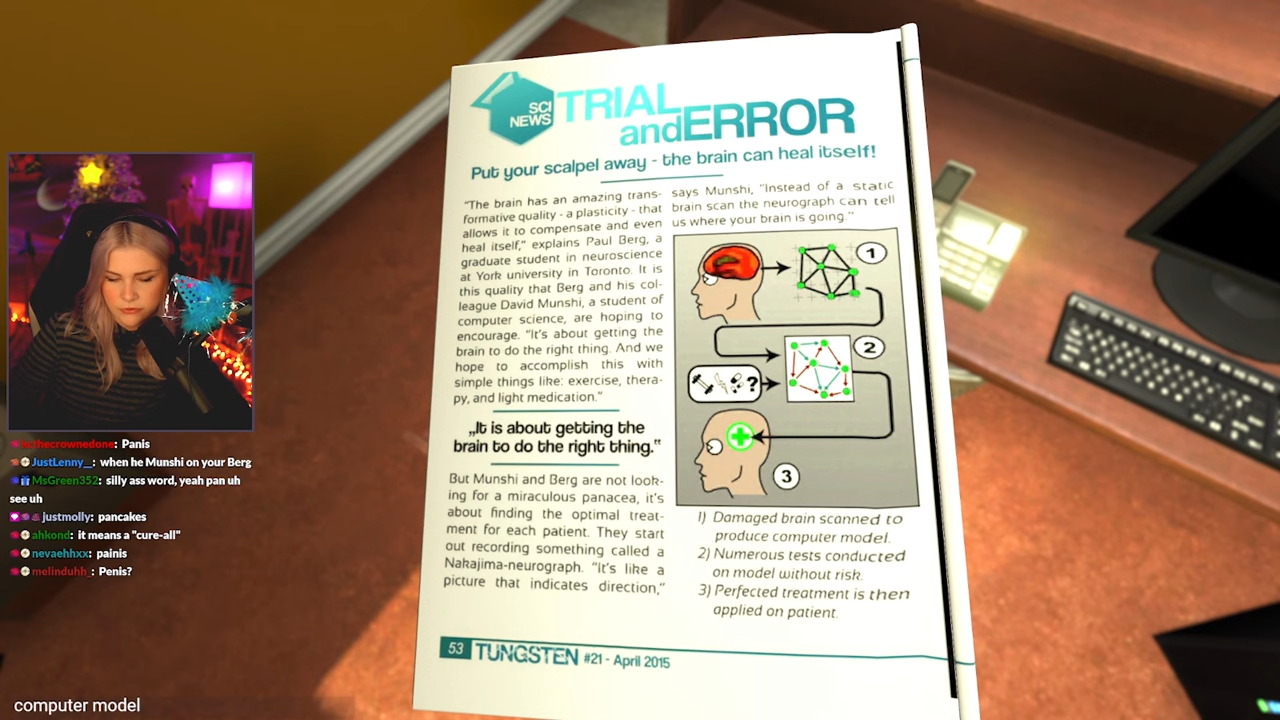 SCI
NEWS
TRIAL
andERROR
Put your scalpel away - the brain can heal itself!
"The brain has an amazing trans-
formative quality - a plasticity - that
allows it to compensate and even
heal itself," explains Paul Berg, a
graduate student in neuroscience
at York university in Toronto. It is
this quality that Berg and his col-
league David Munshi, a student of
computer science, are hoping to
encourage. "It's about getting the
brain to do the right thing. And we
hope to accomplish this with
simple things like: exercise, thera-
py, and light medication."
„It is about getting the
brain to do the right thing."
But Munshi and Berg are not look-
ing for a miraculous panacea, it's
about finding the optimal treat-
ment for each patient. They start
out recording something called a
Nakajima-neurograph. "It's like a
picture that indicates direction,"
says Munshi, "Instead of a static
brain scan the neurograph can tell
us where your brain is going."
1
2
?
3
1) Damaged brain scanned to
produce computer model.
2) Numerous tests conducted
on model without risk.
3) Perfected treatment is then
applied on patient.
53 TUNGSTEN #21 - April 2015
thecrownedone: Panis
JustLenny_: when he Munshi on your Berg
MsGreen352: silly ass word, yeah pan uh
see uh
justmolly: pancakes
ahkond: it means a "cure-all"
nevaehhxx: painis
melinduhh_: Penis?
computer model